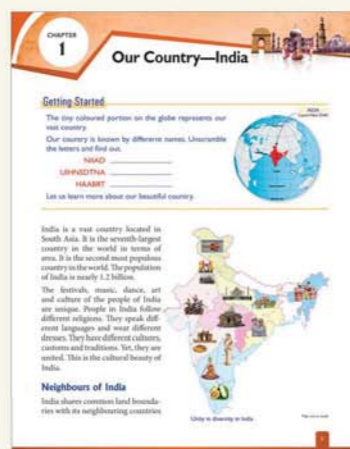 CHAPTER
1
Our Country—India
Getting Started
The tiny coloured portion on the globe represents our
vast country.
Our country is known by different names. Unscramble
the letters and find out.
NIIAD
UIHNIDTNA
HAABRT
Let us learn more about our beautiful country.
INDIA
India is a vast country located in
South Asia. It is the seventh-largest
country in the world in terms of
area. It is the second most populous
country in the world. The population
of India is nearly 1.2 billion.
The festivals, music, dance, art
and culture of the people of India
are unique. People in India follow
different religions. They speak diff-
erent languages and wear different
dresses. They have different cultures,
customs and traditions. Yet, they are
united. This is the cultural beauty of
India.
Neighbours of India
India shares common land bounda-
ries with its neighbouring countries
Unity in diversity in India